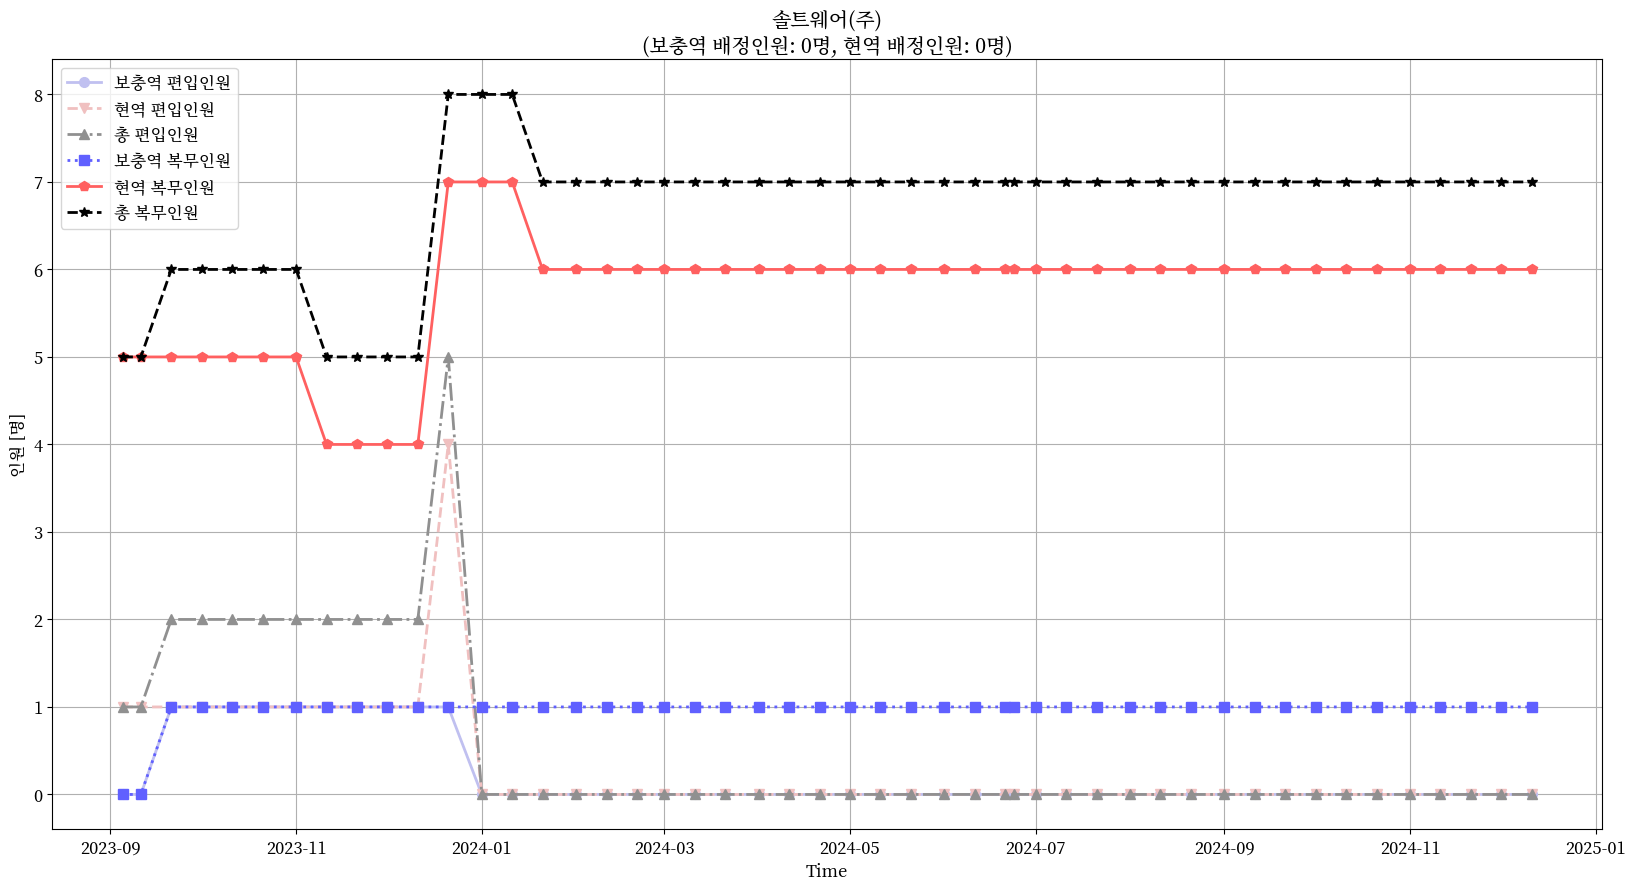 솔트웨어(주)
(보충역 배정인원: 0명, 현역 배정인원: 0명)
보충역 편입인원
현역 편입인원
총 편입인원
보충역 복무인원
현역 복무인원
총 복무인원
인원 [명]
8
7
6
5
4
3
2
1
0
2023-09 2023-11 2024-01 2024-03 2024-05 2024-07 2024-09 2024-11 2025-01
Time